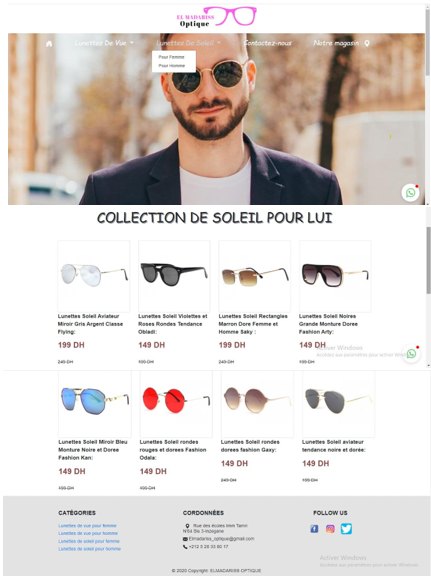 EL MADARISS
Optique
Lunettes De Vue
Lunettes De Soleil
Contactez-nous
Notre magasin
Pour Femme
Pour Homme
COLLECTION DE SOLEIL POUR LUI
Lunettes Soleil Aviateur
Miroir Gris Argent Classe
Flying:
199 DH
249 DH
Lunettes Soleil Violettes et
Roses Rondes Tendance
Obladi:
149 DH
199 DH
Lunettes Soleil Rectangles
Marron Dore Femme et
Homme Saky :
199 DH
249 DH
Lunettes Soleil Noires
Grande Monture Doree
Fashion Arty:
149 DH
199 DH
Activer Windows
Accédez aux paramètres pour activer Windows
Lunettes Soleil Miroir Bleu
Monture Noire et Doree
Fashion Kan:
149 DH
199 DH
Lunettes Soleil rondes
rouges et dorees Fashion
Odala:
149 DH
199 DH
Lunettes Soleil rondes
dorees fashion Gaxy:
149 DH
249 DH
Lunettes Soleil aviateur
tendance noire et dorée:
149 DH
199 DH
CATÉGORIES
Lunettes de vue pour femme
Lunettes de vue pour homme
Lunettes de soleil pour femme
Lunettes de soleil pour homme
CORDONNÉES
Rue des écoles Imm Tamri
N°64 Bis 3-Inzegane
Elmadariss_optique@gmail.com
+212 5 28 33 60 17
FOLLOW US
Activer Windows
Accédez aux paramètres pour activer Windows
© 2020 Copyright: ELMADARISS OPTIQUE